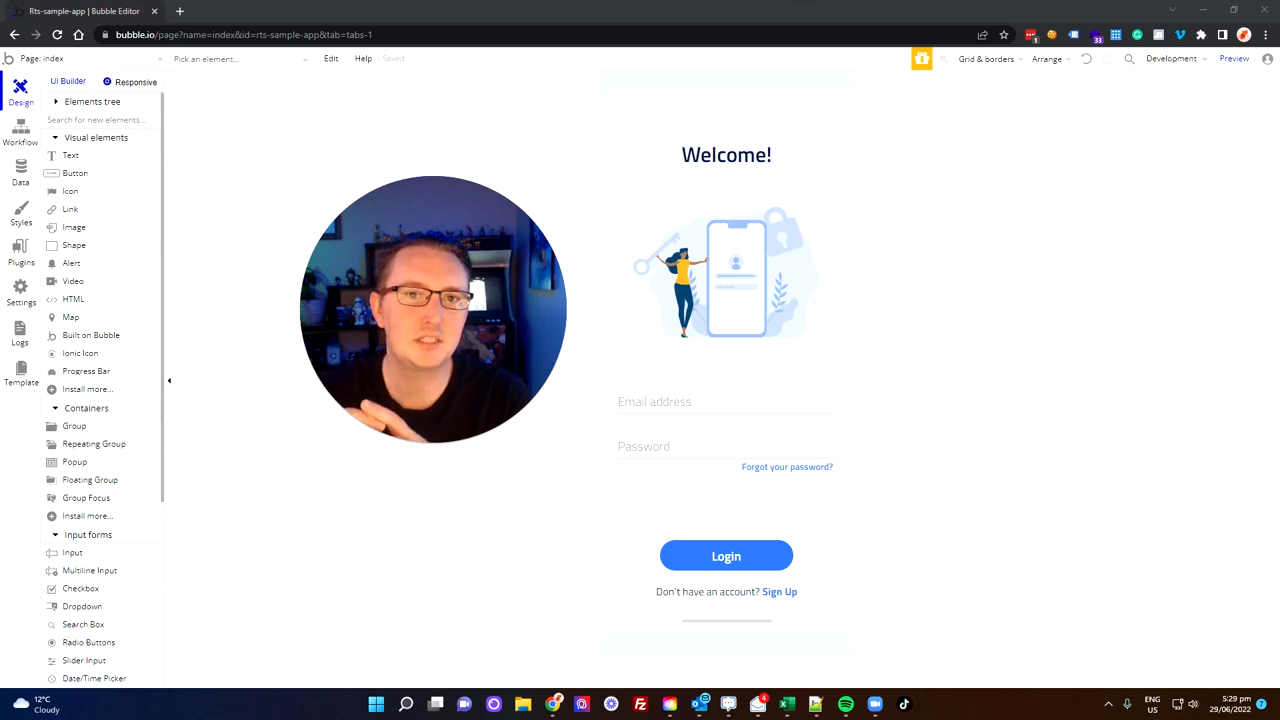 Rts-sample-app | Bubble Editor
bubble.io/page?name=index&id=rts-sample-app&tab=tabs-1
Page: index
Pick an element...
Edit
Help
Saved
Grid & borders
Arrange
Development
Preview
UI Builder
Responsive
Design
Workflow
Data
Styles
Plugins
Settings
Logs
Template
Elements tree
Search for new elements...
Visual elements
Text
Button
Icon
Link
Image
Shape
Alert
Video
HTML
Map
Built on Bubble
Ionic Icon
Progress Bar
Install more...
Containers
Group
Repeating Group
Popup
Floating Group
Group Focus
Install more...
Input forms
Input
Multiline Input
Checkbox
Dropdown
Search Box
Radio Buttons
Slider Input
Date/Time Picker
Welcome!
Email address
Password
Forgot your password?
Login
Don't have an account? Sign Up
12°C
Cloudy
ENG
US
5:29 PM
29/06/2022